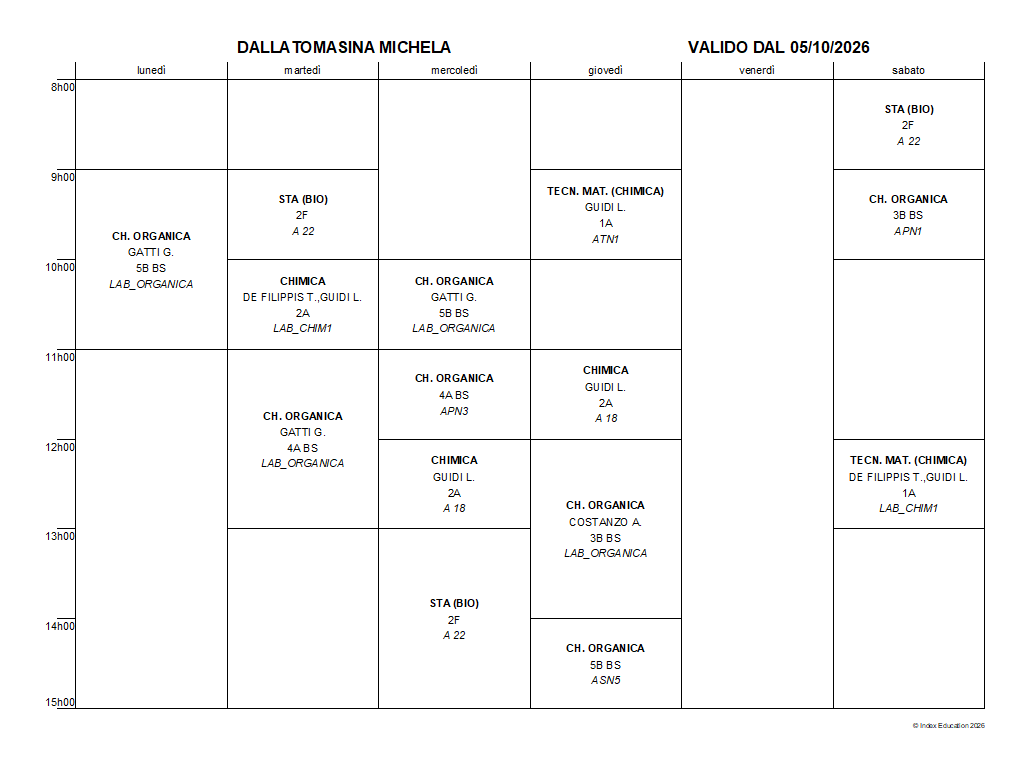 DALLATOMASINA MICHELA
VALIDO DAL 05/10/2026
lunedì
martedì
mercoledì
giovedì
venerdì
sabato
8h00
9h00
10h00
11h00
12h00
13h00
14h00
15h00
CH. ORGANICA
GATTI G.
5B BS
LAB_ORGANICA
STA (BIO)
2F
A 22
CHIMICA
DE FILIPPIS T.,GUIDI L.
2A
LAB_CHIM1
CH. ORGANICA
GATTI G.
4A BS
LAB_ORGANICA
CH. ORGANICA
GATTI G.
5B BS
LAB_ORGANICA
CH. ORGANICA
4A BS
APN3
CHIMICA
GUIDI L.
2A
A 18
STA (BIO)
2F
A 22
TECN. MAT. (CHIMICA)
GUIDI L.
1A
ATN1
CHIMICA
GUIDI L.
2A
A 18
CH. ORGANICA
COSTANZO A.
3B BS
LAB_ORGANICA
CH. ORGANICA
5B BS
ASN5
STA (BIO)
2F
A 22
CH. ORGANICA
3B BS
APN1
TECN. MAT. (CHIMICA)
DE FILIPPIS T.,GUIDI L.
1A
LAB_CHIM1
© Index Education 2026